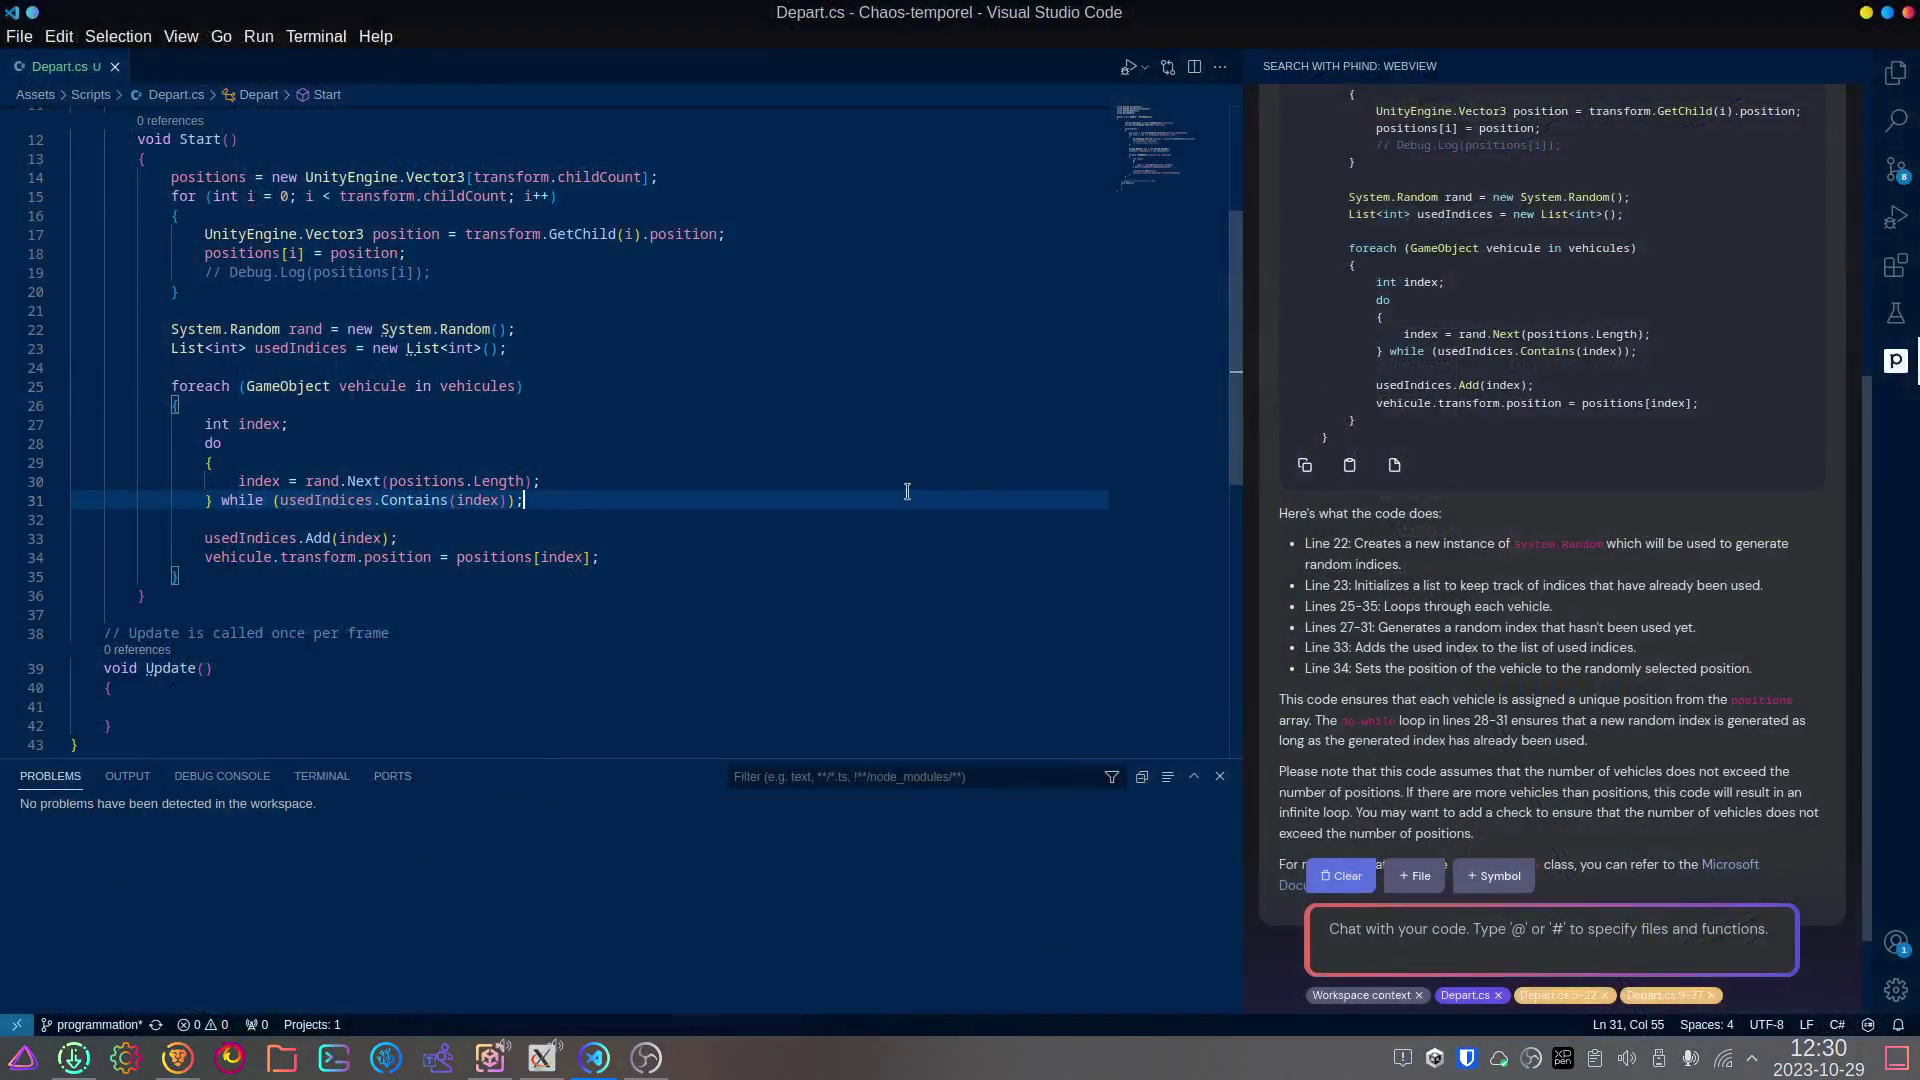 Depart.cs - Chaos-temporel - Visual Studio Code
File Edit Selection View Go Run Terminal Help
Depart.cs U
Assets > Scripts > Depart.cs > Depart > Start
0 references
12 void Start()
13 {
14 positions = new UnityEngine.Vector3[transform.childCount];
15 for (int i = 0; i < transform.childCount; i++)
16 {
17 UnityEngine.Vector3 position = transform.GetChild(i).position;
18 positions[i] = position;
19 // Debug.Log(positions[i]);
20 }
21
22 System.Random rand = new System.Random();
23 List<int> usedIndices = new List<int>();
24
25 foreach (GameObject vehicule in vehicules)
26 {
27 int index;
28 do
29 {
30 index = rand.Next(positions.Length);
31 } while (usedIndices.Contains(index));
32
33 usedIndices.Add(index);
34 vehicule.transform.position = positions[index];
35 }
36 }
37
38 // Update is called once per frame
0 references
39 void Update()
40 {
41
42 }
43 }
PROBLEMS OUTPUT DEBUG CONSOLE TERMINAL PORTS
Filter (e.g. text, **/*.ts, !**/node_modules/**)
No problems have been detected in the workspace.
SEARCH WITH PHIND: WEBVIEW
{
UnityEngine.Vector3 position = transform.GetChild(i).position;
positions[i] = position;
// Debug.Log(positions[i]);
}
System.Random rand = new System.Random();
List<int> usedIndices = new List<int>();
foreach (GameObject vehicule in vehicules)
{
int index;
do
{
index = rand.Next(positions.Length);
} while (usedIndices.Contains(index));
usedIndices.Add(index);
vehicule.transform.position = positions[index];
}
}
Here's what the code does:
• Line 22: Creates a new instance of System.Random which will be used to generate
random indices.
• Line 23: Initializes a list to keep track of indices that have already been used.
• Lines 25-35: Loops through each vehicle.
• Lines 27-31: Generates a random index that hasn't been used yet.
• Line 33: Adds the used index to the list of used indices.
• Line 34: Sets the position of the vehicle to the randomly selected position.
This code ensures that each vehicle is assigned a unique position from the positions
array. The do-while loop in lines 28-31 ensures that a new random index is generated as
long as the generated index has already been used.
Please note that this code assumes that the number of vehicles does not exceed the
number of positions. If there are more vehicles than positions, this code will result in an
infinite loop. You may want to add a check to ensure that the number of vehicles does not
exceed the number of positions.
For class, you can refer to the Microsoft
Clear + File + Symbol
Chat with your code. Type '@' or '#' to specify files and functions.
Workspace context × Depart.cs × Depart.cs:5-22 × Depart.cs:9-27 ×
p
8
1
programmation* 0 0 0 Projects: 1
Ln 31, Col 55 Spaces: 4 UTF-8 LF C#
XP
pen
12:30
2023-10-29